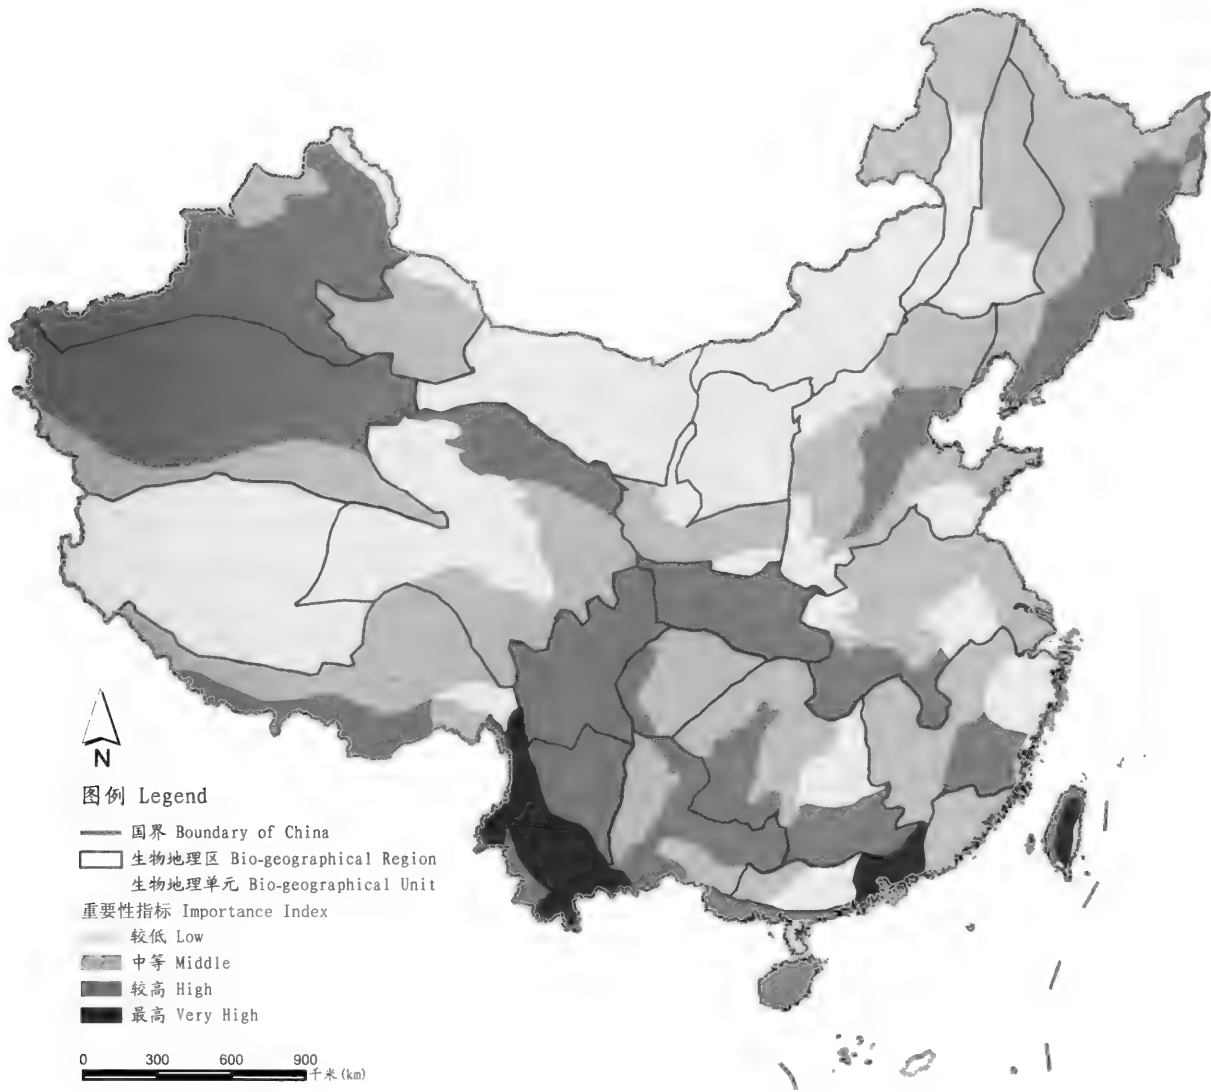 N
图例 Legend
国界 Boundary of China
生物地理区 Bio-geographical Region
生物地理单元 Bio-geographical Unit
重要性指标 Importance Index
较低 Low
中等 Middle
较高 High
最高 Very High
0 300 600 900
千米(km)